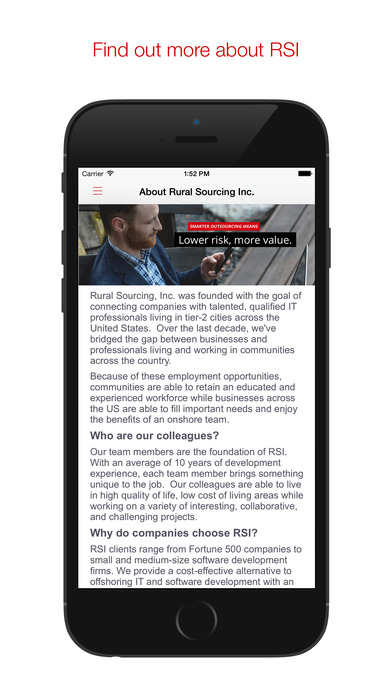 Find out more about RSI
Carrier 1:52 PM
About Rural Sourcing Inc.
SMARTER OUTSOURCING MEANS
Lower risk, more value.
Rural Sourcing, Inc. was founded with the goal of
connecting companies with talented, qualified IT
professionals living in tier-2 cities across the
United States.  Over the last decade, we've
bridged the gap between businesses and
professionals living and working in communities
across the country.
Because of these employment opportunities,
communities are able to retain an educated and
experienced workforce while businesses across
the US are able to fill important needs and enjoy
the benefits of an onshore team.
Who are our colleagues?
Our team members are the foundation of RSI.
With an average of 10 years of development
experience, each team member brings something
unique to the job.  Our colleagues are able to live
in high quality of life, low cost of living areas while
working on a variety of interesting, collaborative,
and challenging projects.
Why do companies choose RSI?
RSI clients range from Fortune 500 companies to
small and medium-size software development
firms. We provide a cost-effective alternative to
offshoring IT and software development with an